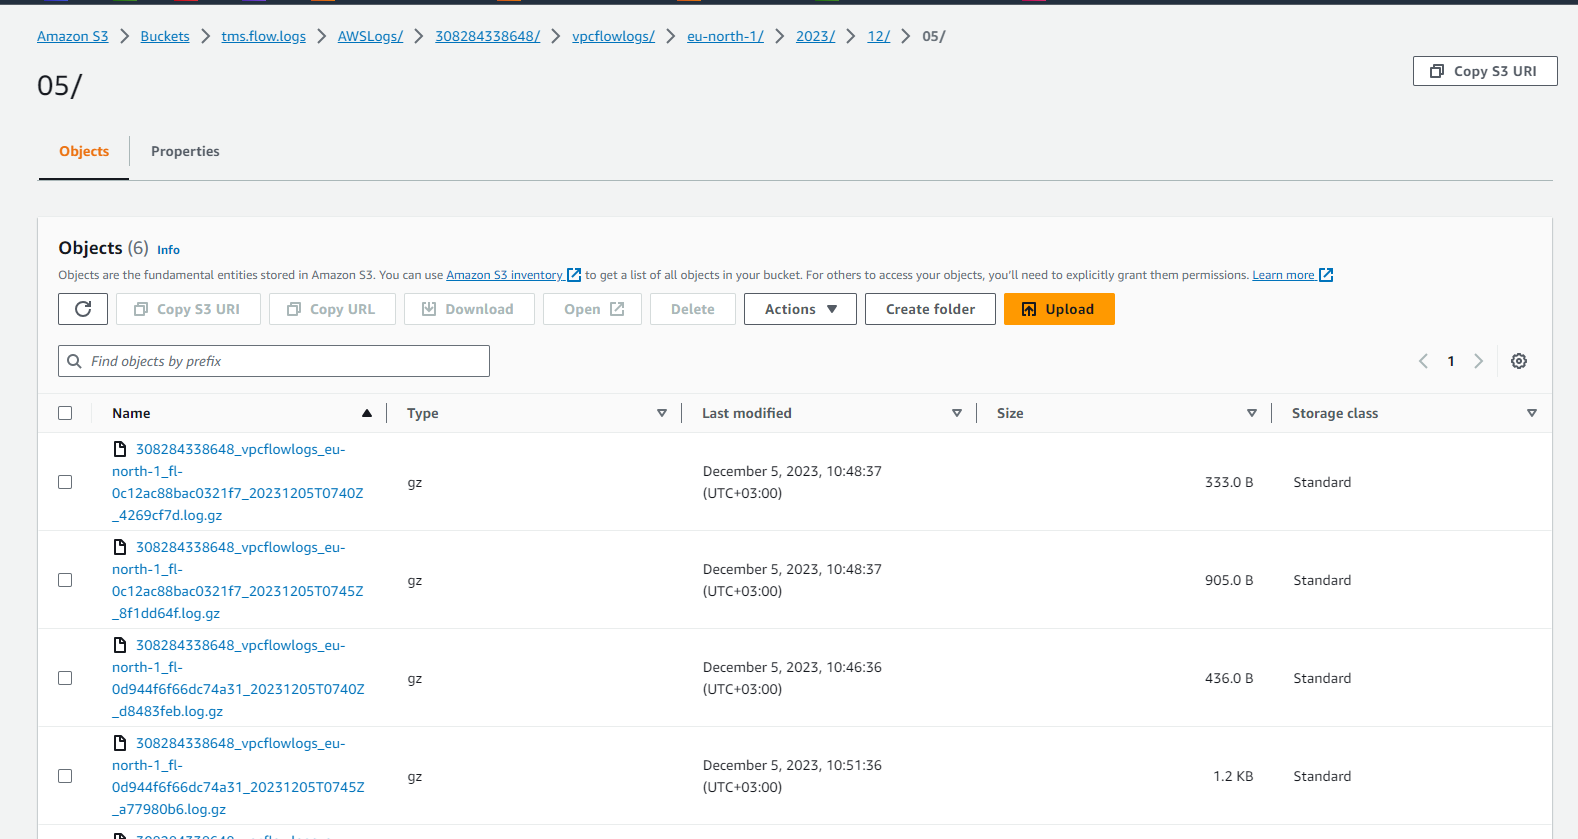 Amazon S3 > Buckets > tms.flow.logs > AWSLogs/ > 308284338648/ > vpcflowlogs/ > eu-north-1/ > 2023/ > 12/ > 05/
05/
Copy S3 URI
Objects
Properties
Objects (6) Info
Objects are the fundamental entities stored in Amazon S3. You can use Amazon S3 inventory to get a list of all objects in your bucket. For others to access your objects, you'll need to explicitly grant them permissions. Learn more
Copy S3 URI Copy URL Download Open Delete Actions Create folder Upload
Find objects by prefix
1
Name Type Last modified Size Storage class
308284338648_vpcflowlogs_eu-
north-1_fl-
0c12ac88bac0321f7_20231205T0740Z
_4269cf7d.log.gz
gz
December 5, 2023, 10:48:37
(UTC+03:00)
333.0 B
Standard
308284338648_vpcflowlogs_eu-
north-1_fl-
0c12ac88bac0321f7_20231205T0745Z
_8f1dd64f.log.gz
gz
December 5, 2023, 10:48:37
(UTC+03:00)
905.0 B
Standard
308284338648_vpcflowlogs_eu-
north-1_fl-
0d944f6f66dc74a31_20231205T0740Z
_d8483feb.log.gz
gz
December 5, 2023, 10:46:36
(UTC+03:00)
436.0 B
Standard
308284338648_vpcflowlogs_eu-
north-1_fl-
0d944f6f66dc74a31_20231205T0745Z
_a77980b6.log.gz
gz
December 5, 2023, 10:51:36
(UTC+03:00)
1.2 KB
Standard